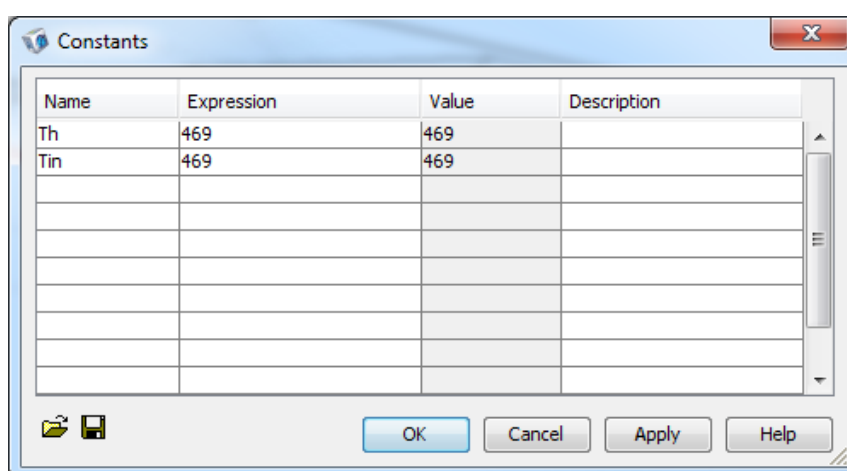 Constants
Name Expression Value Description
Th 469 469
Tin 469 469
OK Cancel Apply Help